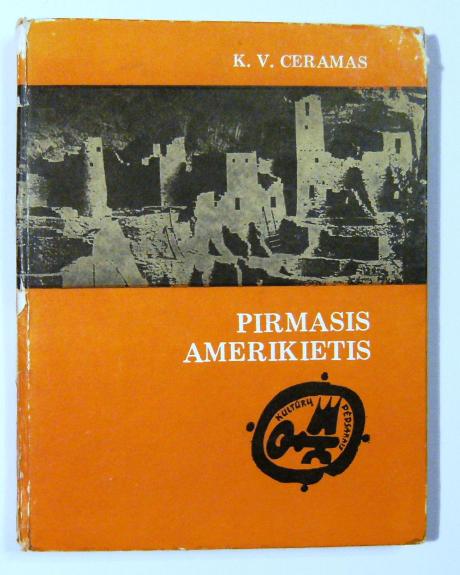 K. V. CERAMAS
PIRMASIS
AMERIKIETIS
KULTŪRŲ
PĖDSAKAIS